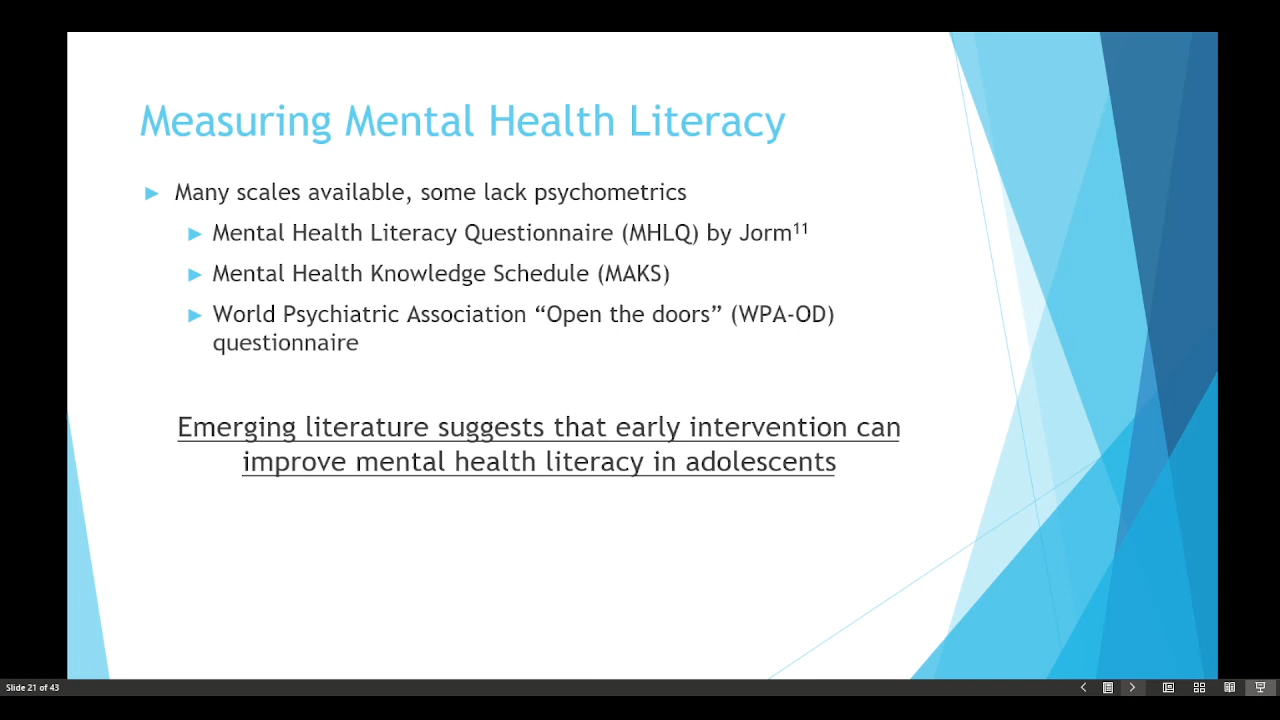 Measuring Mental Health Literacy
Many scales available, some lack psychometrics
Mental Health Literacy Questionnaire (MHLQ) by Jorm¹¹
Mental Health Knowledge Schedule (MAKS)
World Psychiatric Association “Open the doors” (WPA-OD)
questionnaire
Emerging literature suggests that early intervention can
improve mental health literacy in adolescents
Slide 21 of 43